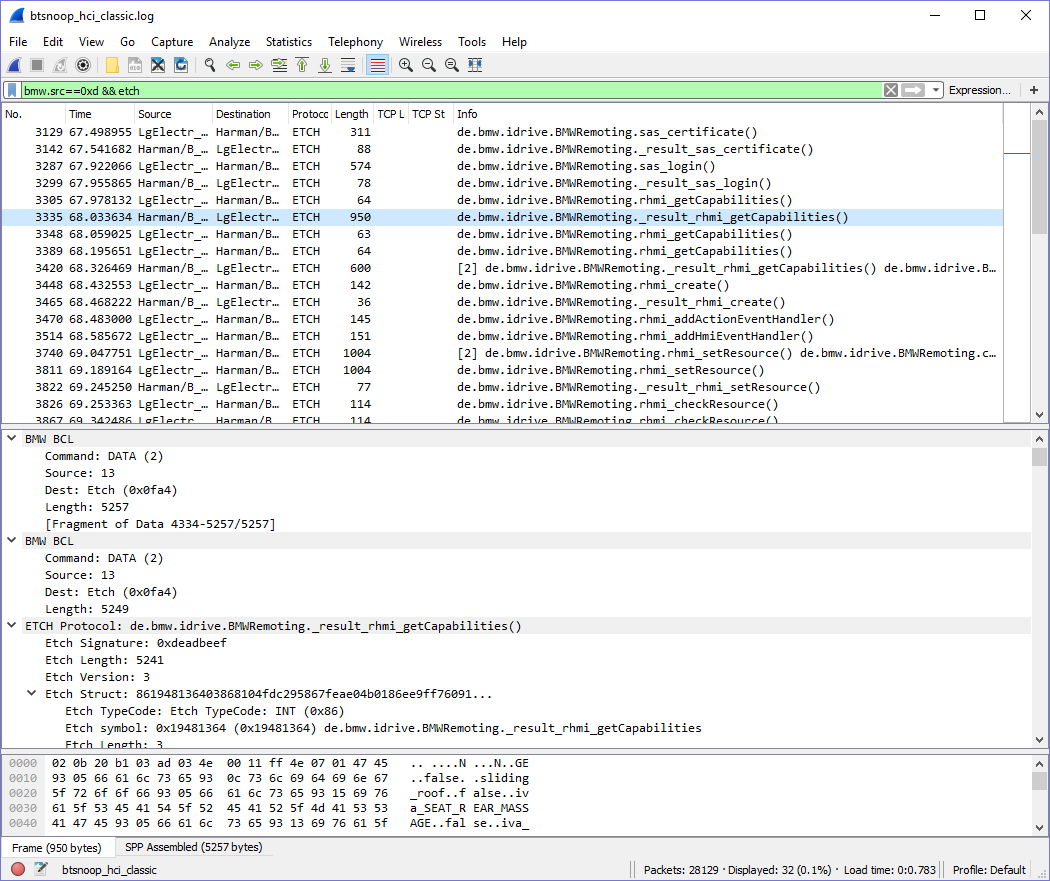 btsnoop_hci_classic.log
File Edit View Go Capture Analyze Statistics Telephony Wireless Tools Help
bmw.src==0xd && etch Expression... +
No. Time Source Destination Protocc Length TCP L TCP St Info
3129 67.498955 LgElectr_… Harman/B… ETCH 311 de.bmw.idrive.BMWRemoting.sas_certificate()
3142 67.541682 Harman/B_… LgElectr… ETCH 88 de.bmw.idrive.BMWRemoting._result_sas_certificate()
3287 67.922066 LgElectr_… Harman/B… ETCH 574 de.bmw.idrive.BMWRemoting.sas_login()
3299 67.955865 Harman/B_… LgElectr… ETCH 78 de.bmw.idrive.BMWRemoting._result_sas_login()
3305 67.978132 LgElectr_… Harman/B… ETCH 64 de.bmw.idrive.BMWRemoting.rhmi_getCapabilities()
3335 68.033634 Harman/B_… LgElectr… ETCH 950 de.bmw.idrive.BMWRemoting._result_rhmi_getCapabilities()
3348 68.059025 LgElectr_… Harman/B… ETCH 63 de.bmw.idrive.BMWRemoting.rhmi_getCapabilities()
3389 68.195651 LgElectr_… Harman/B… ETCH 64 de.bmw.idrive.BMWRemoting.rhmi_getCapabilities()
3420 68.326469 Harman/B_… LgElectr… ETCH 600 [2] de.bmw.idrive.BMWRemoting._result_rhmi_getCapabilities() de.bmw.idrive.B…
3448 68.432553 LgElectr_… Harman/B… ETCH 142 de.bmw.idrive.BMWRemoting.rhmi_create()
3465 68.468222 Harman/B_… LgElectr… ETCH 36 de.bmw.idrive.BMWRemoting._result_rhmi_create()
3470 68.483000 LgElectr_… Harman/B… ETCH 145 de.bmw.idrive.BMWRemoting.rhmi_addActionEventHandler()
3514 68.585672 LgElectr_… Harman/B… ETCH 151 de.bmw.idrive.BMWRemoting.rhmi_addHmiEventHandler()
3740 69.047751 LgElectr_… Harman/B… ETCH 1004 [2] de.bmw.idrive.BMWRemoting.rhmi_setResource() de.bmw.idrive.BMWRemoting.c…
3811 69.189164 LgElectr_… Harman/B… ETCH 1004 de.bmw.idrive.BMWRemoting.rhmi_setResource()
3822 69.245250 Harman/B_… LgElectr… ETCH 77 de.bmw.idrive.BMWRemoting._result_rhmi_setResource()
3826 69.253363 LgElectr_… Harman/B… ETCH 114 de.bmw.idrive.BMWRemoting.rhmi_checkResource()
3867 69.342486 LgElectr_… Harman/B… ETCH 114 de.bmw.idrive.BMWRemoting.rhmi_checkResource()
BMW BCL
Command: DATA (2)
Source: 13
Dest: Etch (0x0fa4)
Length: 5257
[Fragment of Data 4334-5257/5257]
BMW BCL
Command: DATA (2)
Source: 13
Dest: Etch (0x0fa4)
Length: 5249
ETCH Protocol: de.bmw.idrive.BMWRemoting._result_rhmi_getCapabilities()
Etch Signature: 0xdeadbeef
Etch Length: 5241
Etch Version: 3
Etch Struct: 861948136403868104fdc295867feae04b0186ee9ff76091...
Etch TypeCode: Etch TypeCode: INT (0x86)
Etch symbol: 0x19481364 (0x19481364) de.bmw.idrive.BMWRemoting._result_rhmi_getCapabilities
Etch Length: 3
0000 02 0b 20 b1 03 ad 03 4e 00 11 ff 4e 07 01 47 45 .. ....N ...N..GE
0010 93 05 66 61 6c 73 65 93 0c 73 6c 69 64 69 6e 67 ..false. .sliding
0020 5f 72 6f 6f 66 93 05 66 61 6c 73 65 93 15 69 76 _roof..f alse..iv
0030 61 5f 53 45 41 54 5f 52 45 41 52 5f 4d 41 53 53 a_SEAT_R EAR_MASS
0040 41 47 45 93 05 66 61 6c 73 65 93 13 69 76 61 5f AGE..fal se..iva_
Frame (950 bytes) SPP Assembled (5257 bytes)
btsnoop_hci_classic Packets: 28129 · Displayed: 32 (0.1%) · Load time: 0:0.783 Profile: Default